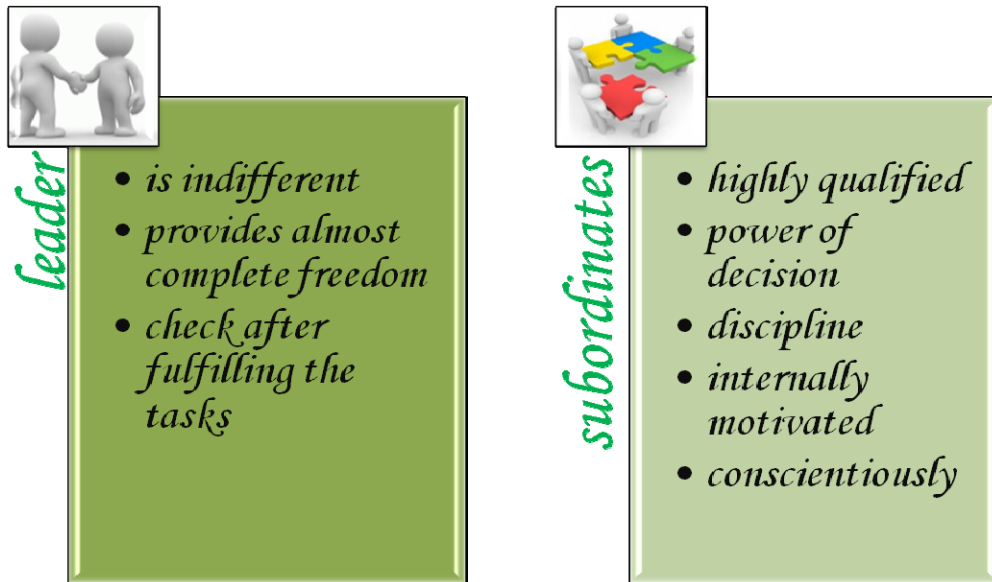 leader
• is indifferent
• provides almost
complete freedom
• check after
fulfilling the
tasks
subordinates
• highly qualified
• power of
decision
• discipline
• internally
motivated
• conscientiously